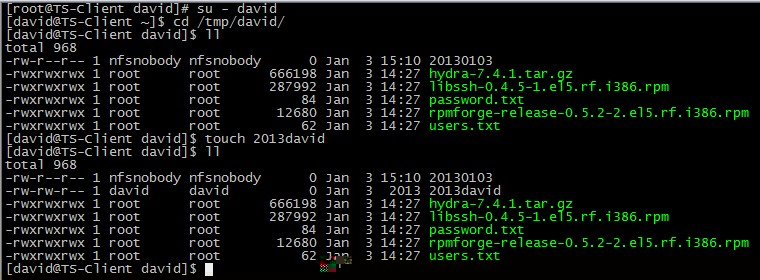 [root@TS-Client david]# su - david
[david@TS-Client ~]$ cd /tmp/david/
[david@TS-Client david]$ ll
total 968
-rw-r--r-- 1 nfsnobody nfsnobody      0 Jan  3 15:10 20130103
-rwxrwxrwx 1 root      root      666198 Jan  3 14:27 hydra-7.4.1.tar.gz
-rwxrwxrwx 1 root      root      287992 Jan  3 14:27 libssh-0.4.5-1.el5.rf.i386.rpm
-rwxrwxrwx 1 root      root          84 Jan  3 14:27 password.txt
-rwxrwxrwx 1 root      root       12680 Jan  3 14:27 rpmforge-release-0.5.2-2.el5.rf.i386.rpm
-rwxrwxrwx 1 root      root          62 Jan  3 14:27 users.txt
[david@TS-Client david]$ touch 2013david
[david@TS-Client david]$ ll
total 968
-rw-r--r-- 1 nfsnobody nfsnobody      0 Jan  3 15:10 20130103
-rw-rw-r-- 1 david     david          0 Jan  3  2013 2013david
-rwxrwxrwx 1 root      root      666198 Jan  3 14:27 hydra-7.4.1.tar.gz
-rwxrwxrwx 1 root      root      287992 Jan  3 14:27 libssh-0.4.5-1.el5.rf.i386.rpm
-rwxrwxrwx 1 root      root          84 Jan  3 14:27 password.txt
-rwxrwxrwx 1 root      root       12680 Jan  3 14:27 rpmforge-release-0.5.2-2.el5.rf.i386.rpm
-rwxrwxrwx 1 root      root          62 Jan  3 14:27 users.txt
[david@TS-Client david]$